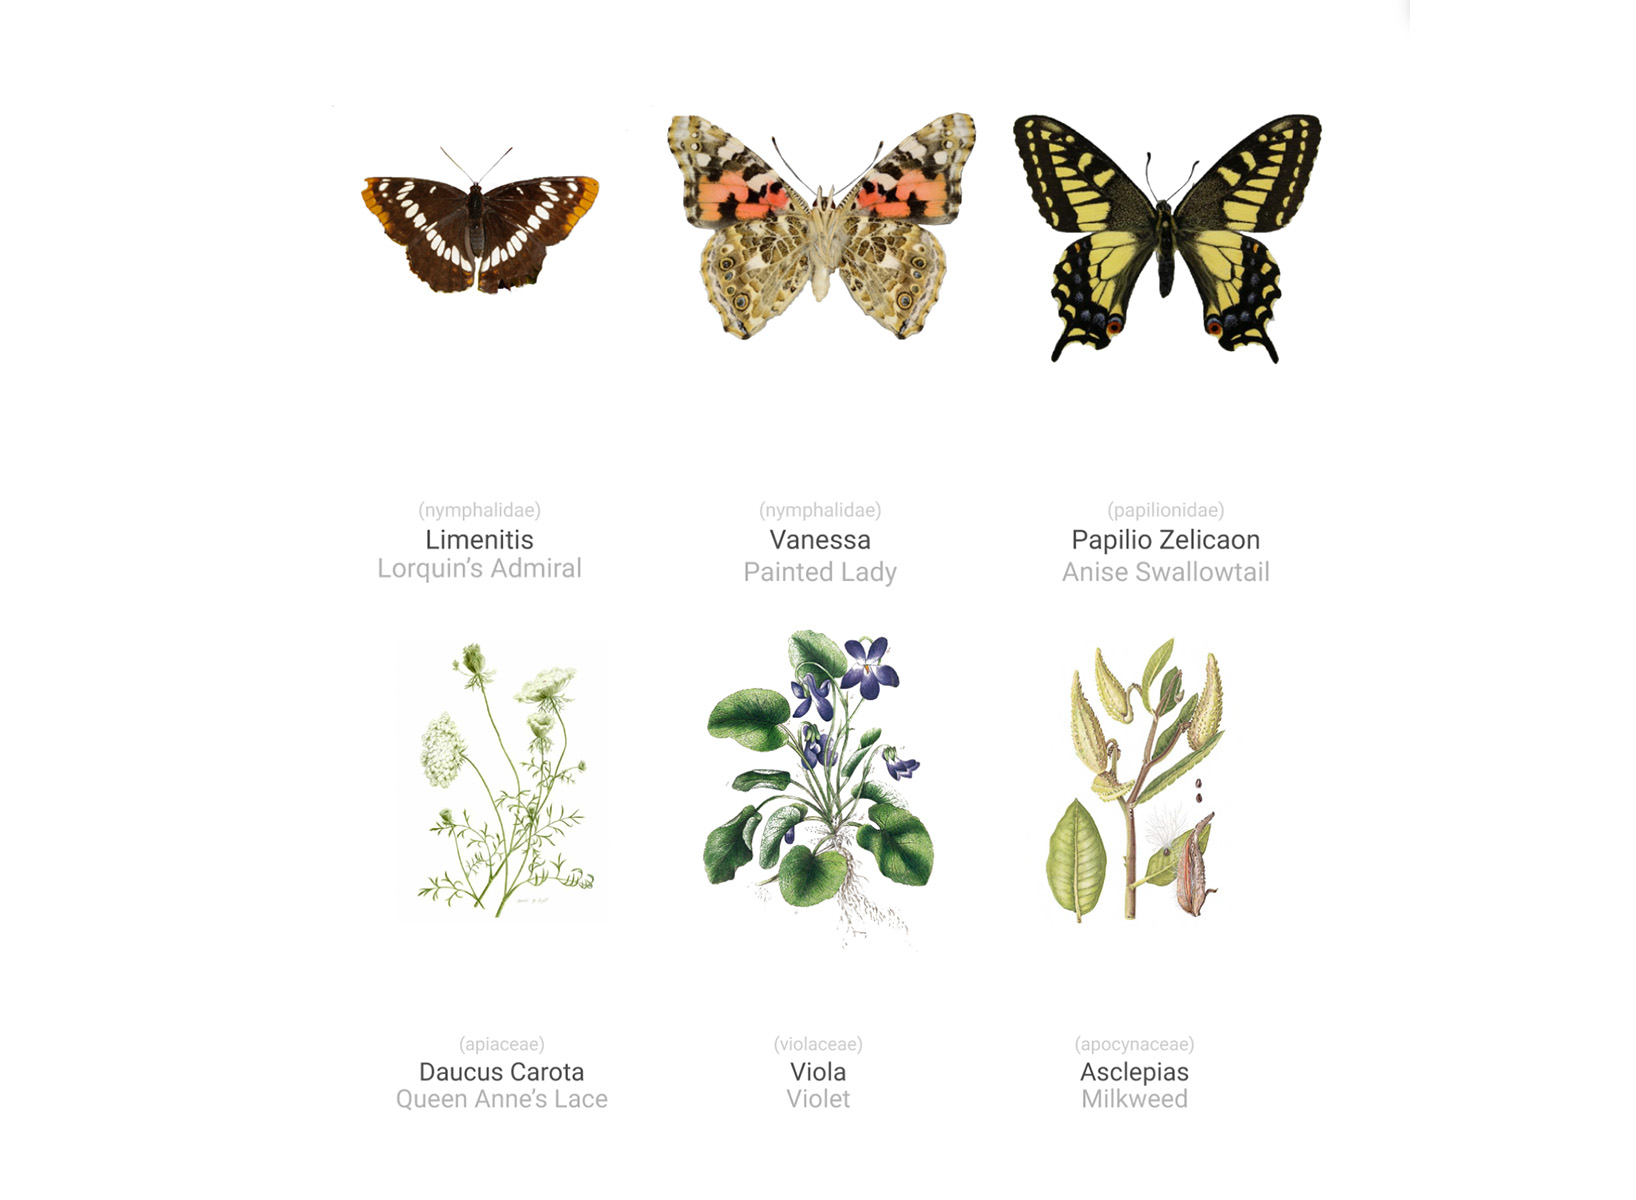 (nymphalidae)
Limenitis
Lorquin’s Admiral
(nymphalidae)
Vanessa
Painted Lady
(papilionidae)
Papilio Zelicaon
Anise Swallowtail
(apiaceae)
Daucus Carota
Queen Anne’s Lace
(violaceae)
Viola
Violet
(apocynaceae)
Asclepias
Milkweed